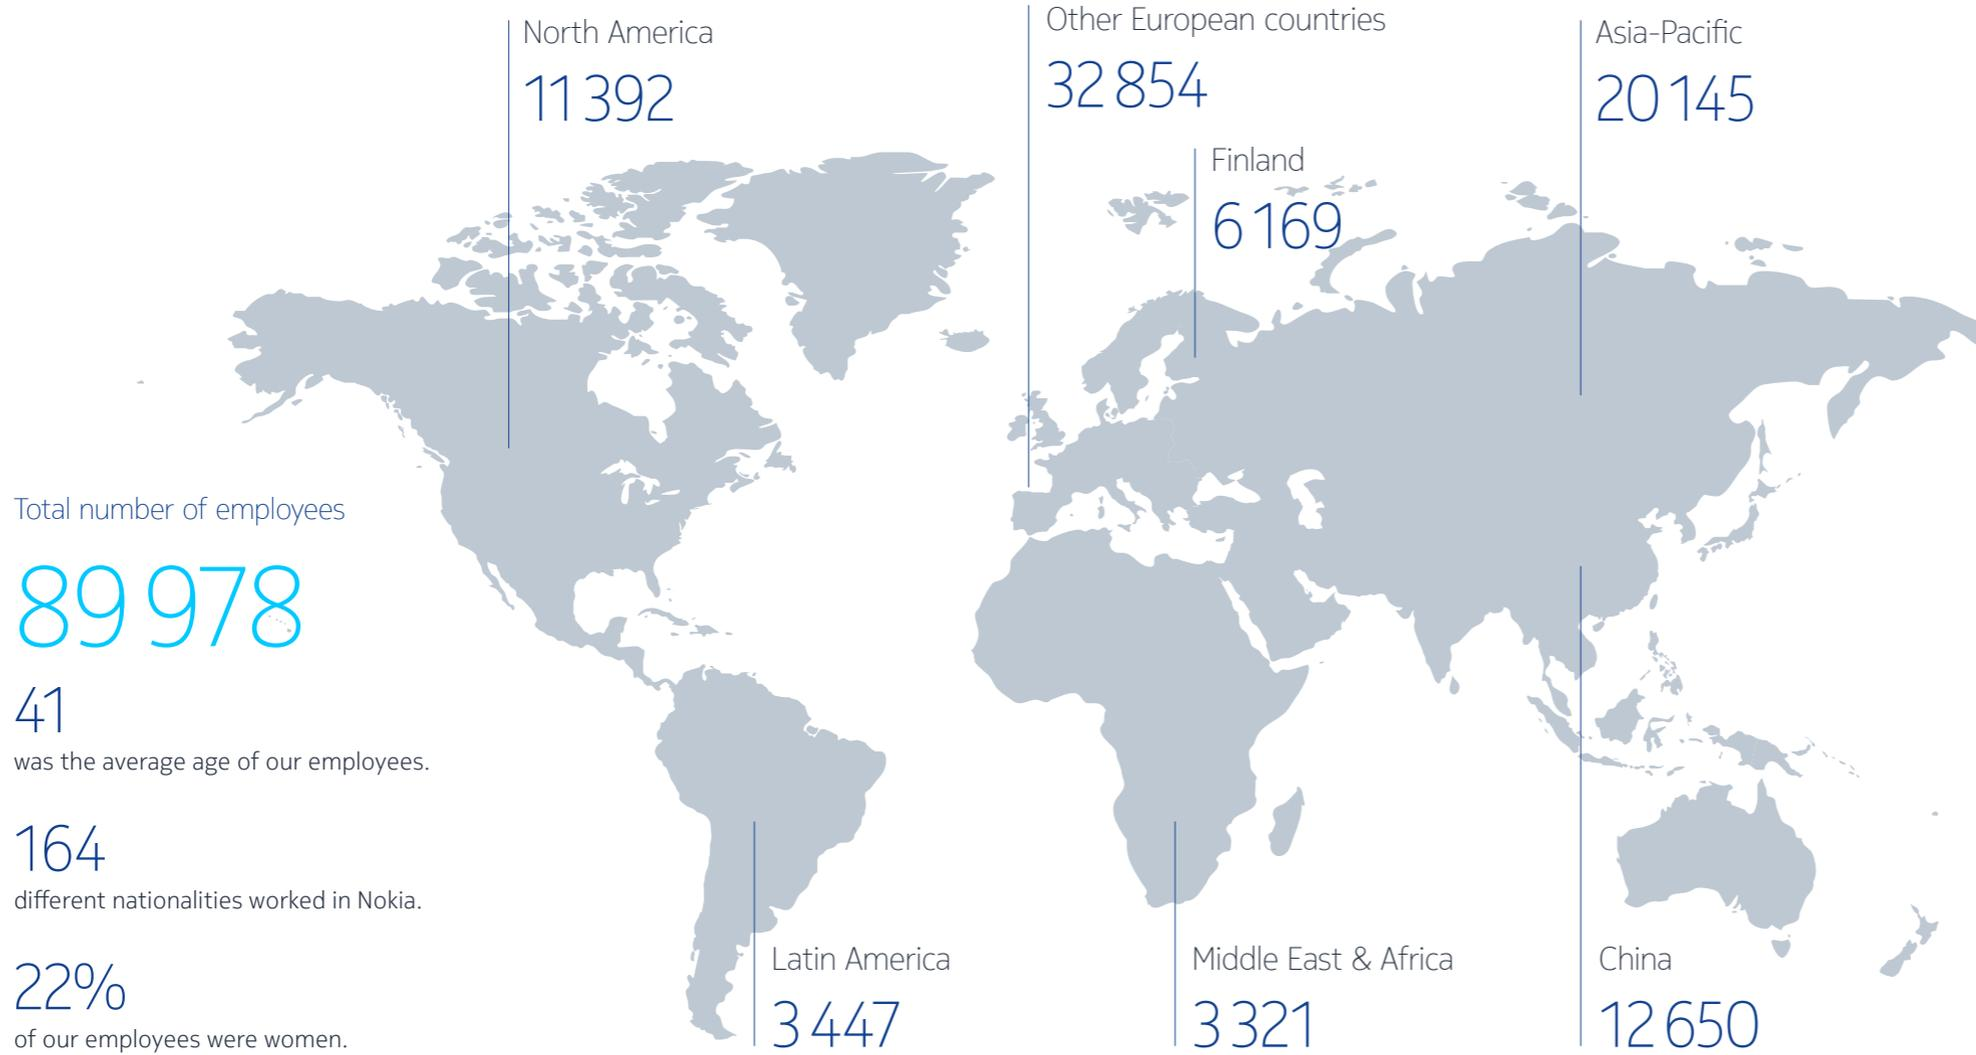 North America
11 392
Other European countries
32 854
Asia-Pacific
20 145
Finland
6 169
Total number of employees
89 978
41
was the average age of our employees.
164
different nationalities worked in Nokia.
22%
of our employees were women.
Latin America
3 447
Middle East & Africa
3 321
China
12 650